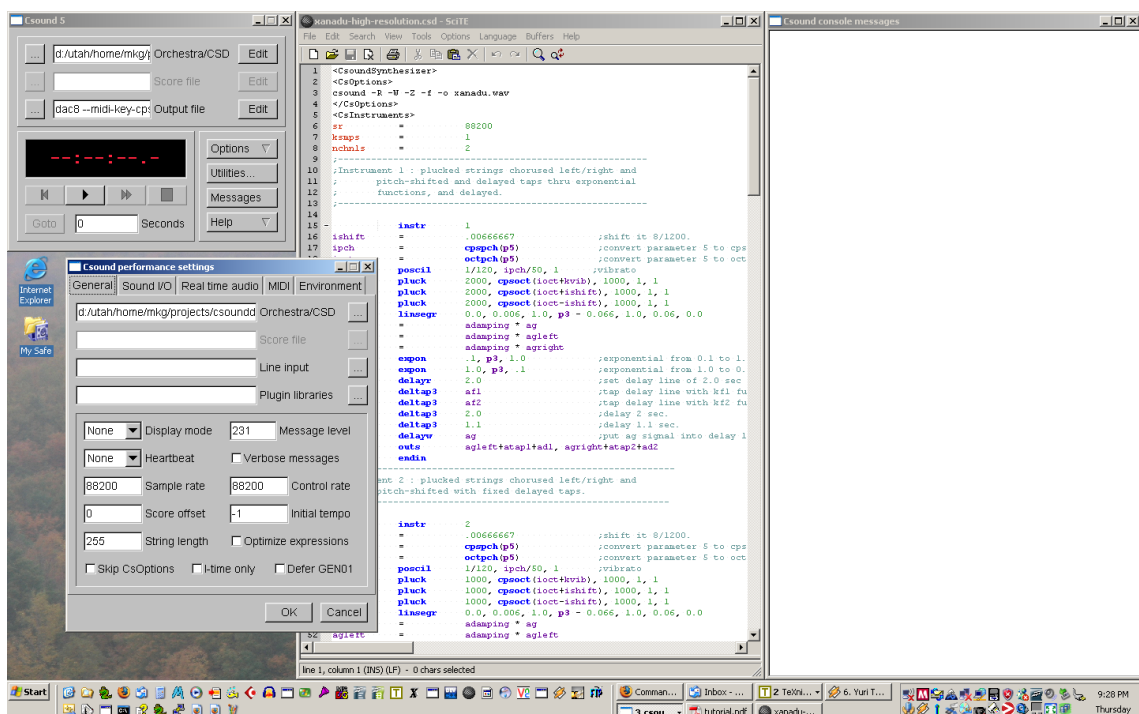 Csound 5
... d:/utah/home/mkg/p Orchestra/CSD Edit
... Score file Edit
... dac8 --midi-key-cps Output file Edit
--:--:--.-
Options
Utilities...
Messages
Help
Goto 0 Seconds
Internet Explorer
My Safe
Csound performance settings
General Sound I/O Real time audio MIDI Environment
d:/utah/home/mkg/projects/csoundd Orchestra/CSD ...
Score file ...
Line input ...
Plugin libraries ...
None Display mode 231 Message level
None Heartbeat Verbose messages
88200 Sample rate 88200 Control rate
0 Score offset -1 Initial tempo
255 String length Optimize expressions
Skip CsOptions I-time only Defer GEN01
OK Cancel
xanadu-high-resolution.csd - SciTE
File Edit Search View Tools Options Language Buffers Help
1 <CsoundSynthesizer>
2 <CsOptions>
3 csound -R -W -Z -f -o xanadu.wav
4 </CsOptions>
5 <CsInstruments>
6 sr = 88200
7 ksmps = 1
8 nchnls = 2
9 ;--------------------------------------------------------
10 ;Instrument 1 : plucked strings chorused left/right and
11 ; pitch-shifted and delayed taps thru exponential
12 ; functions, and delayed.
13 ;--------------------------------------------------------
14
15 instr 1
16 ishift = .00666667 ;shift it 8/1200.
17 ipch = cpspch(p5) ;convert parameter 5 to cps
= octpch(p5) ;convert parameter 5 to oct
poscil 1/120, ipch/50, 1 ;vibrato
pluck 2000, cpsoct(ioct+kvib), 1000, 1, 1
pluck 2000, cpsoct(ioct+ishift), 1000, 1, 1
pluck 2000, cpsoct(ioct-ishift), 1000, 1, 1
linsegr 0.0, 0.006, 1.0, p3 - 0.066, 1.0, 0.06, 0.0
= adamping * ag
= adamping * agleft
= adamping * agright
expon .1, p3, 1.0 ;exponential from 0.1 to 1.
expon 1.0, p3, .1 ;exponential from 1.0 to 0.
delayr 2.0 ;set delay line of 2.0 sec
deltap3 af1 ;tap delay line with kf1 fu
deltap3 af2 ;tap delay line with kf2 fu
deltap3 2.0 ;delay 2 sec.
deltap3 1.1 ;delay 1.1 sec.
delayw ag ;put ag signal into delay l
outs agleft+atap1+ad1, agright+atap2+ad2
endin
--------------------------------------------------------
ent 2 : plucked strings chorused left/right and
pitch-shifted with fixed delayed taps.
--------------------------------------------------------
instr 2
= .00666667 ;shift it 8/1200.
= cpspch(p5) ;convert parameter 5 to cps
= octpch(p5) ;convert parameter 5 to oct
poscil 1/120, ipch/50, 1 ;vibrato
pluck 1000, cpsoct(ioct+kvib), 1000, 1, 1
pluck 1000, cpsoct(ioct+ishift), 1000, 1, 1
pluck 1000, cpsoct(ioct-ishift), 1000, 1, 1
linsegr 0.0, 0.006, 1.0, p3 - 0.066, 1.0, 0.06, 0.0
= adamping * ag
52 agleft = adamping * agleft
line 1, column 1 (INS) (LF) - 0 chars selected
Csound console messages
Start
Comman... Inbox - ... 2 TeXni... 6. Yuri T...
3 csou... tutorial.pdf xanadu-...
9:28 PM
Thursday